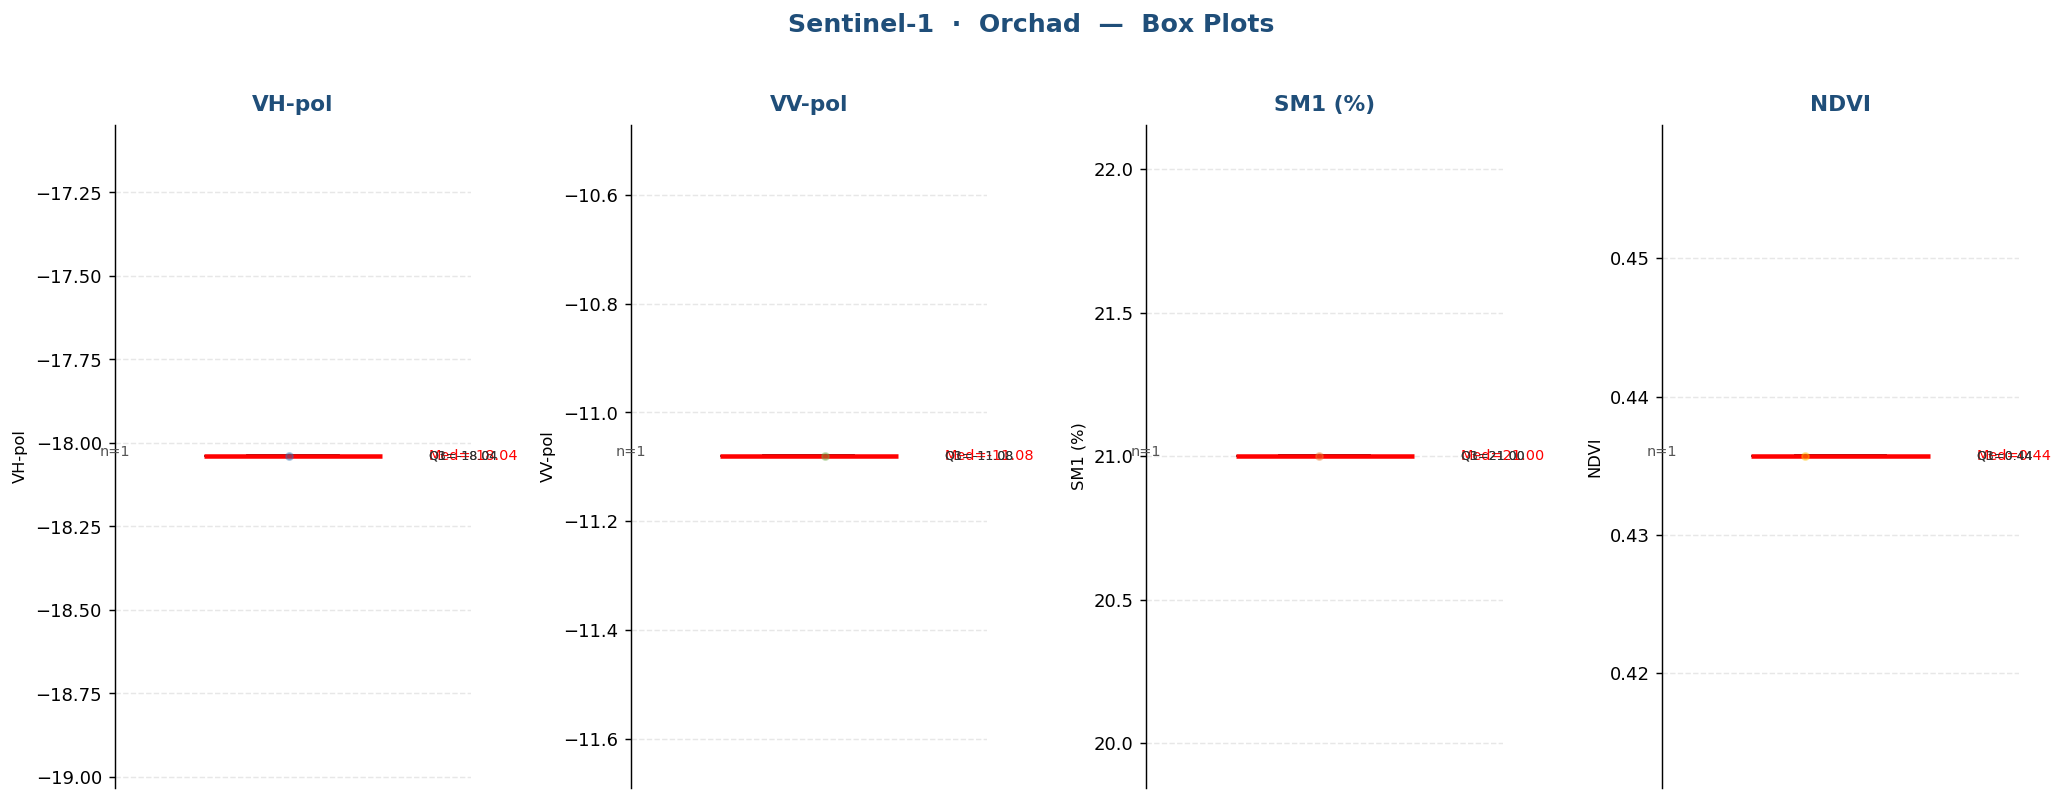 Sentinel-1 · Orchad — Box Plots
VH-pol
−17.25
−17.50
−17.75
−18.00
−18.25
−18.50
−18.75
−19.00
VH-pol
n=1
VV-pol
−10.6
−10.8
−11.0
−11.2
−11.4
−11.6
VV-pol
n=1
SM1 (%)
22.0
21.5
21.0
20.5
20.0
SM1 (%)
n=1
NDVI
0.45
0.44
0.43
0.42
NDVI
n=1